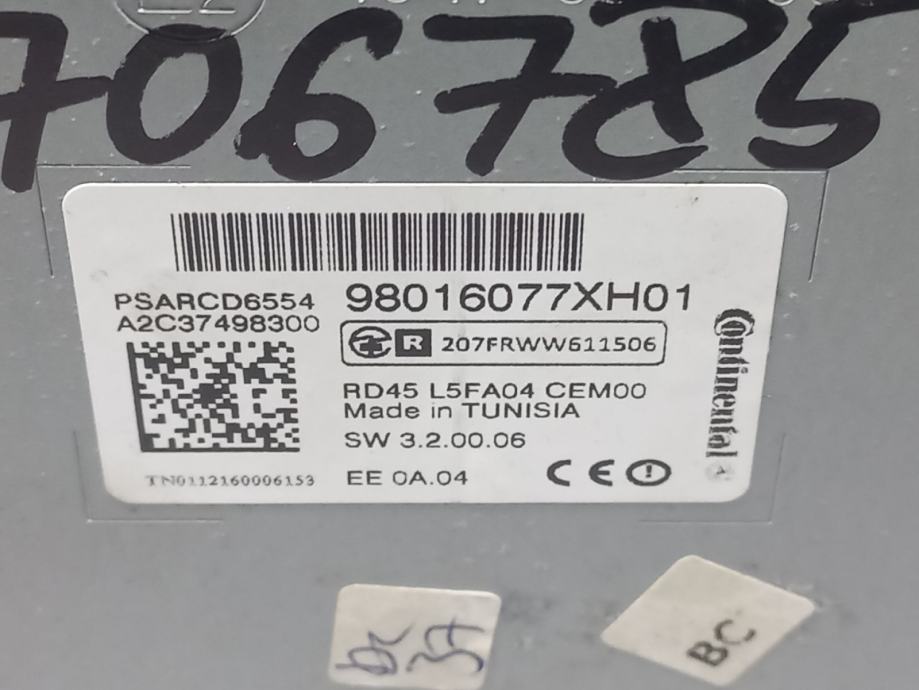 706785
PSARCD6554
A2C37498300
98016077XH01
R 207FRWW611506
RD45 L5FA04 CEM00
Made in TUNISIA
SW 3.2.00.06
EE 0A.04
CE
TN0112160006153
Continental
37
BC